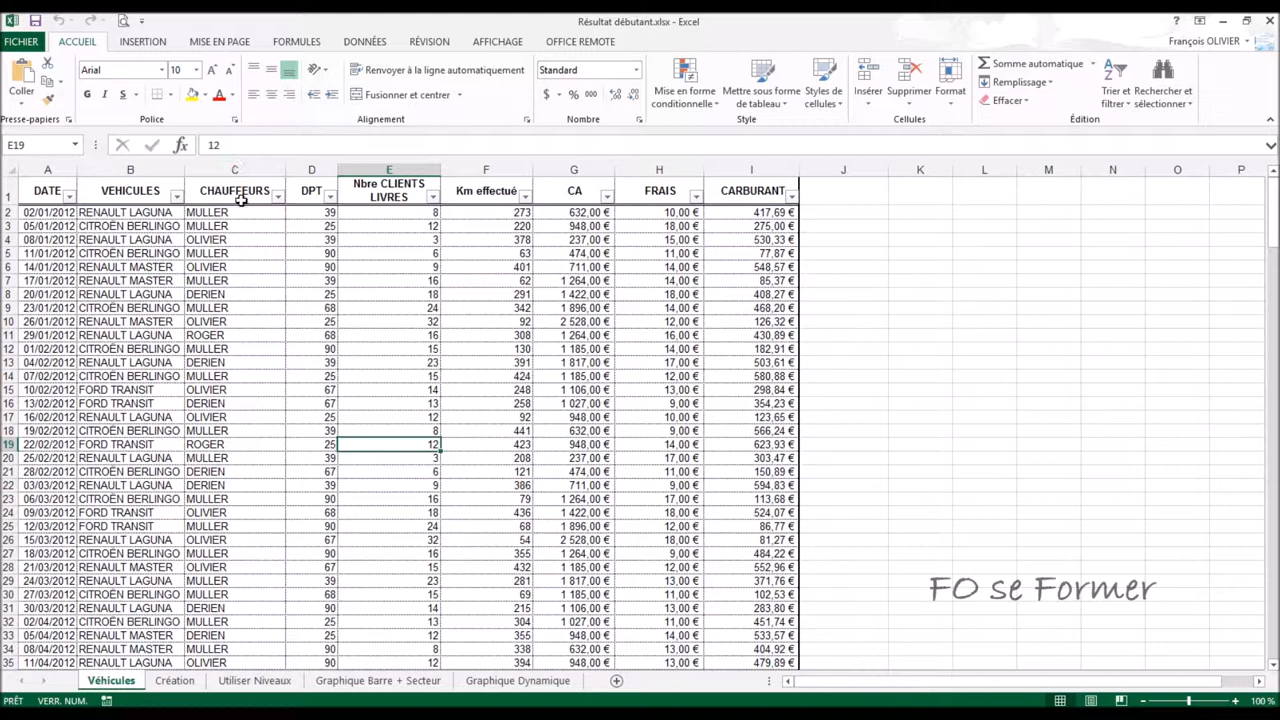 Résultat débutant.xlsx - Excel
FICHIER ACCUEIL INSERTION MISE EN PAGE FORMULES DONNÉES RÉVISION AFFICHAGE OFFICE REMOTE François OLIVIER
Arial 10 Renvoyer à la ligne automatiquement Standard Somme automatique
Coller G I S Fusionner et centrer $ % 000 Mise en forme conditionnelle Mettre sous forme de tableau Styles de cellules Insérer Supprimer Format Remplissage Effacer Trier et filtrer Rechercher et sélectionner
Presse-papiers Police Alignement Nombre Style Cellules Édition
E19 fx 12
A B C D E F G H I J K L M N O P
1 DATE VEHICULES CHAUFFEURS DPT Nbre CLIENTS LIVRES Km effectué CA FRAIS CARBURANT
2 02/01/2012 RENAULT LAGUNA MULLER 39 8 273 632,00 € 10,00 € 417,69 €
3 05/01/2012 CITROËN BERLINGO MULLER 25 12 220 948,00 € 18,00 € 275,00 €
4 08/01/2012 RENAULT LAGUNA OLIVIER 39 3 378 237,00 € 15,00 € 530,33 €
5 11/01/2012 CITROËN BERLINGO MULLER 90 6 63 474,00 € 11,00 € 77,87 €
6 14/01/2012 RENAULT MASTER OLIVIER 90 9 401 711,00 € 14,00 € 548,57 €
7 17/01/2012 RENAULT MASTER MULLER 39 16 62 1 264,00 € 14,00 € 85,37 €
8 20/01/2012 RENAULT LAGUNA DERIEN 25 18 291 1 422,00 € 18,00 € 408,27 €
9 23/01/2012 CITROËN BERLINGO MULLER 68 24 342 1 896,00 € 14,00 € 468,20 €
10 26/01/2012 RENAULT MASTER OLIVIER 25 32 92 2 528,00 € 12,00 € 126,32 €
11 29/01/2012 RENAULT LAGUNA ROGER 68 16 308 1 264,00 € 16,00 € 430,89 €
12 01/02/2012 CITROËN BERLINGO MULLER 90 15 130 1 185,00 € 14,00 € 182,91 €
13 04/02/2012 RENAULT LAGUNA DERIEN 39 23 391 1 817,00 € 17,00 € 503,61 €
14 07/02/2012 CITROËN BERLINGO MULLER 25 15 424 1 185,00 € 12,00 € 580,88 €
15 10/02/2012 FORD TRANSIT OLIVIER 67 14 248 1 106,00 € 13,00 € 298,84 €
16 13/02/2012 FORD TRANSIT DERIEN 67 13 258 1 027,00 € 9,00 € 354,23 €
17 16/02/2012 RENAULT LAGUNA OLIVIER 25 12 92 948,00 € 10,00 € 123,65 €
18 19/02/2012 CITROËN BERLINGO MULLER 39 8 441 632,00 € 9,00 € 566,24 €
19 22/02/2012 FORD TRANSIT ROGER 25 12 423 948,00 € 14,00 € 623,93 €
20 25/02/2012 RENAULT LAGUNA MULLER 39 3 208 237,00 € 17,00 € 303,47 €
21 28/02/2012 CITROËN BERLINGO DERIEN 67 6 121 474,00 € 11,00 € 150,89 €
22 03/03/2012 RENAULT LAGUNA DERIEN 39 9 386 711,00 € 9,00 € 594,83 €
23 06/03/2012 CITROËN BERLINGO MULLER 90 16 79 1 264,00 € 17,00 € 113,68 €
24 09/03/2012 FORD TRANSIT OLIVIER 68 18 436 1 422,00 € 18,00 € 524,07 €
25 12/03/2012 FORD TRANSIT MULLER 90 24 68 1 896,00 € 10,00 € 86,77 €
26 15/03/2012 RENAULT LAGUNA OLIVIER 67 32 54 2 528,00 € 18,00 € 81,27 €
27 18/03/2012 CITROËN BERLINGO MULLER 90 16 355 1 264,00 € 9,00 € 484,22 €
28 21/03/2012 RENAULT MASTER OLIVIER 67 15 432 1 185,00 € 12,00 € 552,96 €
29 24/03/2012 RENAULT LAGUNA MULLER 39 23 281 1 817,00 € 13,00 € 371,76 €
30 27/03/2012 CITROËN BERLINGO MULLER 68 15 69 1 185,00 € 9,00 € 102,53 €
31 30/03/2012 RENAULT LAGUNA DERIEN 90 14 215 1 106,00 € 13,00 € 283,80 €
32 02/04/2012 CITROËN BERLINGO MULLER 25 13 304 1 027,00 € 11,00 € 451,74 €
33 05/04/2012 RENAULT MASTER DERIEN 25 12 355 948,00 € 14,00 € 533,57 €
34 08/04/2012 RENAULT MASTER MULLER 90 8 338 632,00 € 9,00 € 404,92 €
35 11/04/2012 RENAULT LAGUNA OLIVIER 90 12 394 948,00 € 13,00 € 479,89 €
FO se Former
Véhicules Création Utiliser Niveaux Graphique Barre + Secteur Graphique Dynamique
PRÊT VERR. NUM. 100 %